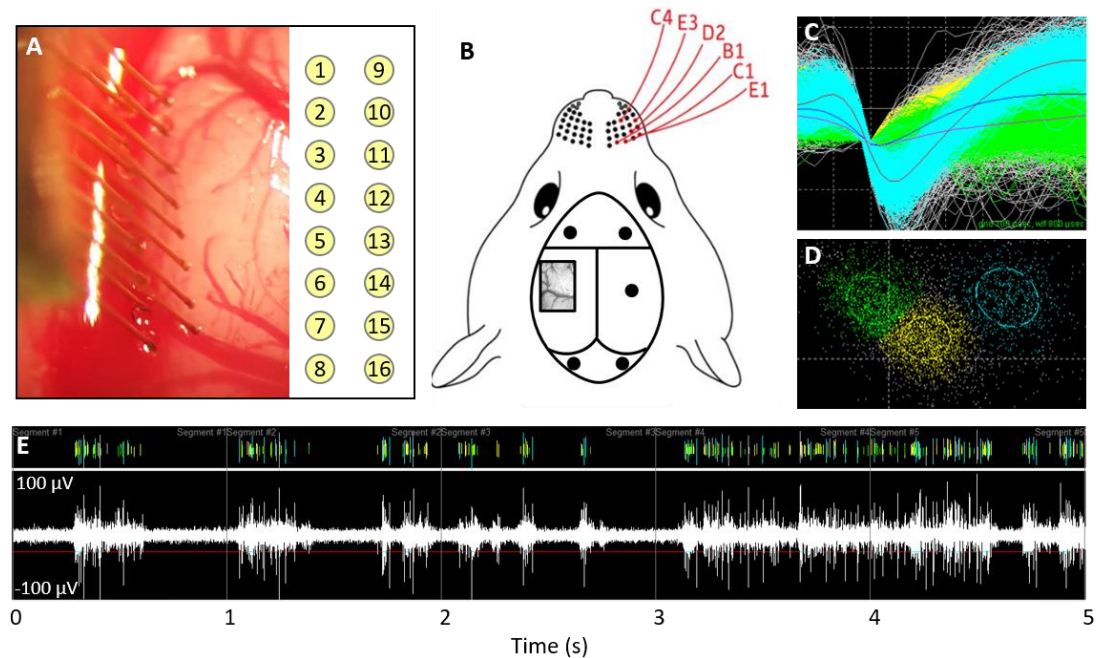 A
1 9
2 10
3 11
4 12
5 13
6 14
7 15
8 16
B
C4
E3
D2
B1
C1
E1
C
D
E
Segment #1
Segment #1 Segment #2
Segment #2 Segment #3
Segment #3 Segment #4
Segment #4 Segment #5
Segment #5
100 µV
-100 µV
0 1 2 3 4 5
Time (s)